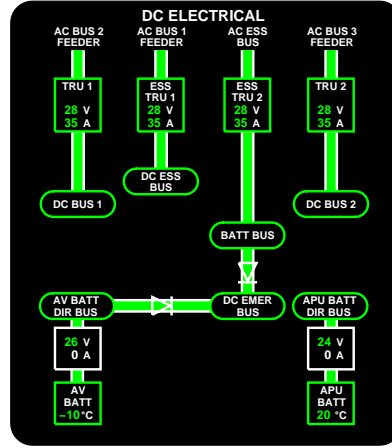 DC ELECTRICAL
AC BUS 2
FEEDER
AC BUS 1
FEEDER
AC ESS
BUS
AC BUS 3
FEEDER
TRU 1
28 V
35 A
ESS
TRU 1
28 V
35 A
ESS
TRU 2
28 V
35 A
TRU 2
28 V
35 A
DC ESS
BUS
DC BUS 1
DC BUS 2
BATT BUS
AV BATT
DIR BUS
DC EMER
BUS
APU BATT
DIR BUS
26 V
0 A
24 V
0 A
AV
BATT
−10 °C
APU
BATT
20 °C